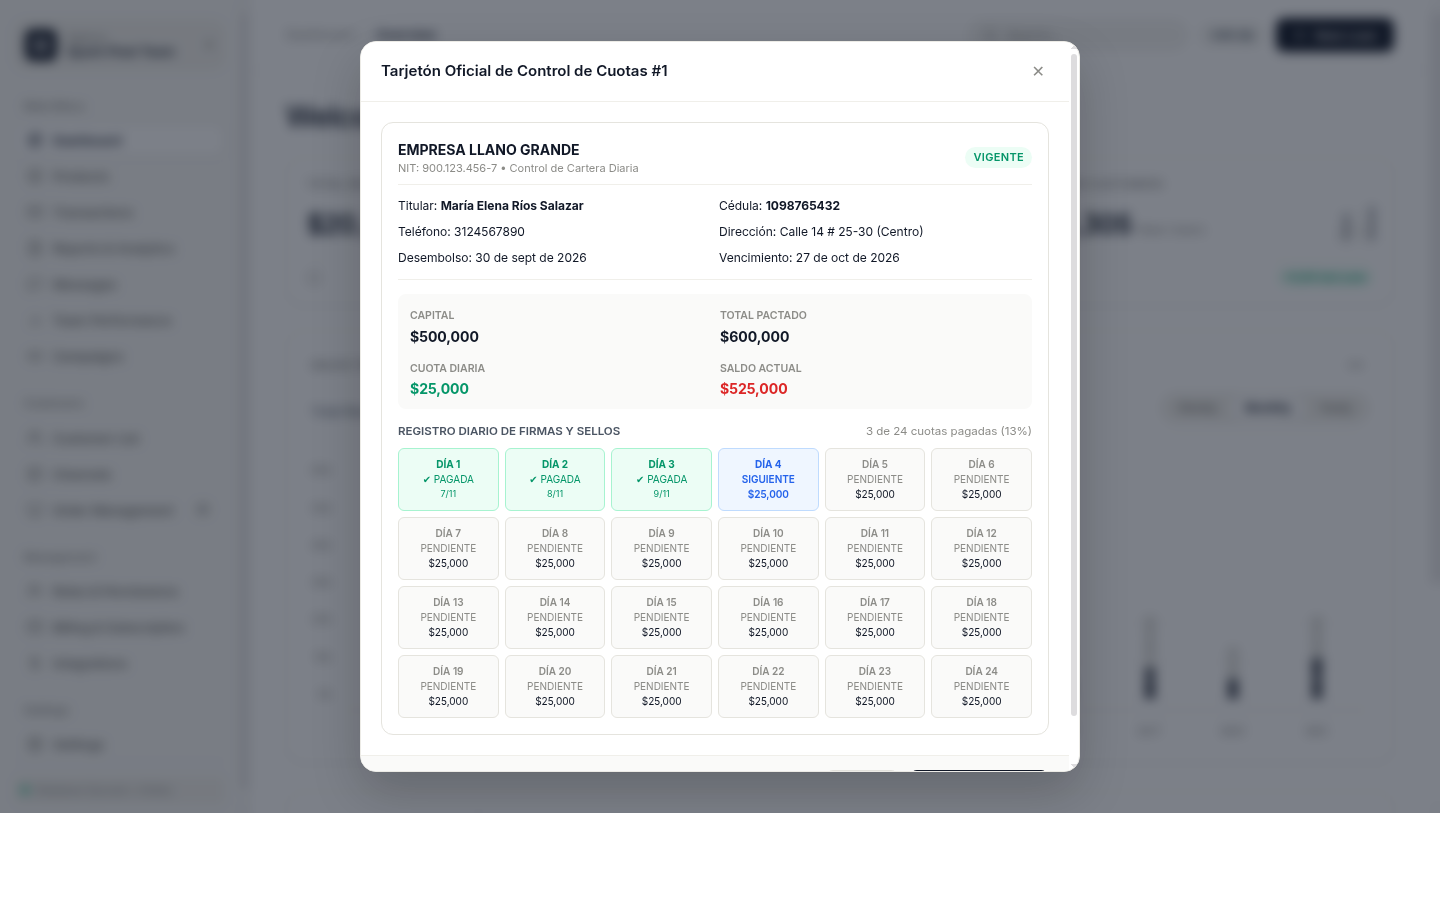 Tarjetón Oficial de Control de Cuotas #1
EMPRESA LLANO GRANDE
NIT: 900.123.456-7 • Control de Cartera Diaria
VIGENTE
Titular: María Elena Ríos Salazar
Cédula: 1098765432
Teléfono: 3124567890
Dirección: Calle 14 # 25-30 (Centro)
Desembolso: 30 de sept de 2026
Vencimiento: 27 de oct de 2026
CAPITAL
$500,000
TOTAL PACTADO
$600,000
CUOTA DIARIA
$25,000
SALDO ACTUAL
$525,000
REGISTRO DIARIO DE FIRMAS Y SELLOS
3 de 24 cuotas pagadas (13%)
DÍA 1
✔ PAGADA
7/11
DÍA 2
✔ PAGADA
8/11
DÍA 3
✔ PAGADA
9/11
DÍA 4
SIGUIENTE
$25,000
DÍA 5
PENDIENTE
$25,000
DÍA 6
PENDIENTE
$25,000
DÍA 7
PENDIENTE
$25,000
DÍA 8
PENDIENTE
$25,000
DÍA 9
PENDIENTE
$25,000
DÍA 10
PENDIENTE
$25,000
DÍA 11
PENDIENTE
$25,000
DÍA 12
PENDIENTE
$25,000
DÍA 13
PENDIENTE
$25,000
DÍA 14
PENDIENTE
$25,000
DÍA 15
PENDIENTE
$25,000
DÍA 16
PENDIENTE
$25,000
DÍA 17
PENDIENTE
$25,000
DÍA 18
PENDIENTE
$25,000
DÍA 19
PENDIENTE
$25,000
DÍA 20
PENDIENTE
$25,000
DÍA 21
PENDIENTE
$25,000
DÍA 22
PENDIENTE
$25,000
DÍA 23
PENDIENTE
$25,000
DÍA 24
PENDIENTE
$25,000